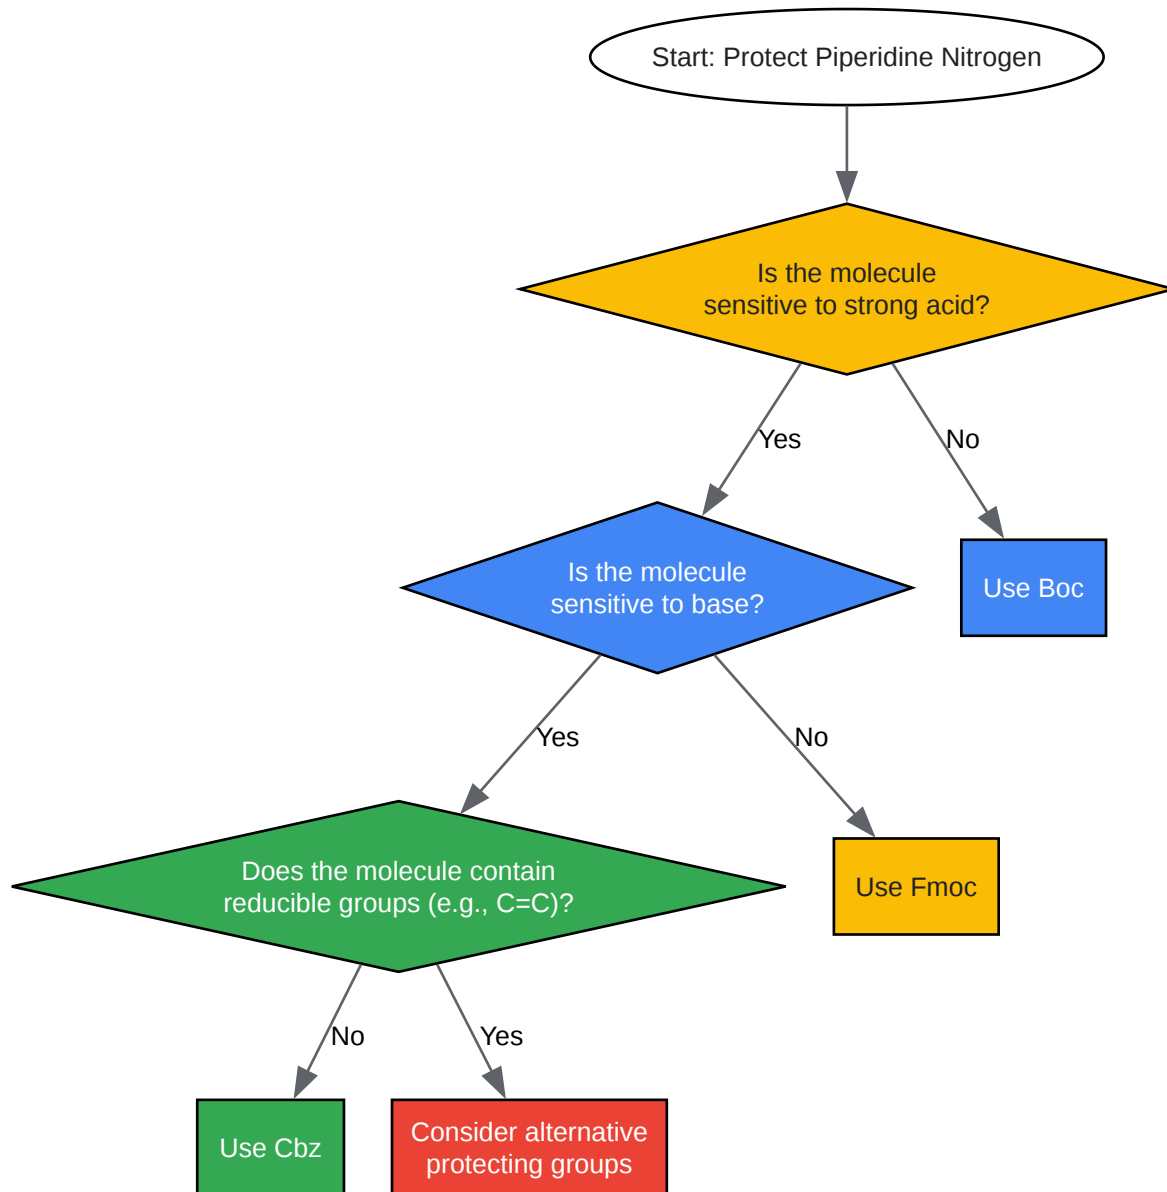 Start: Protect Piperidine Nitrogen
Is the molecule
sensitive to strong acid?
Yes
No
Is the molecule
sensitive to base?
Use Boc
Yes
No
Does the molecule contain
reducible groups (e.g., C=C)?
Use Fmoc
No
Yes
Use Cbz
Consider alternative
protecting groups